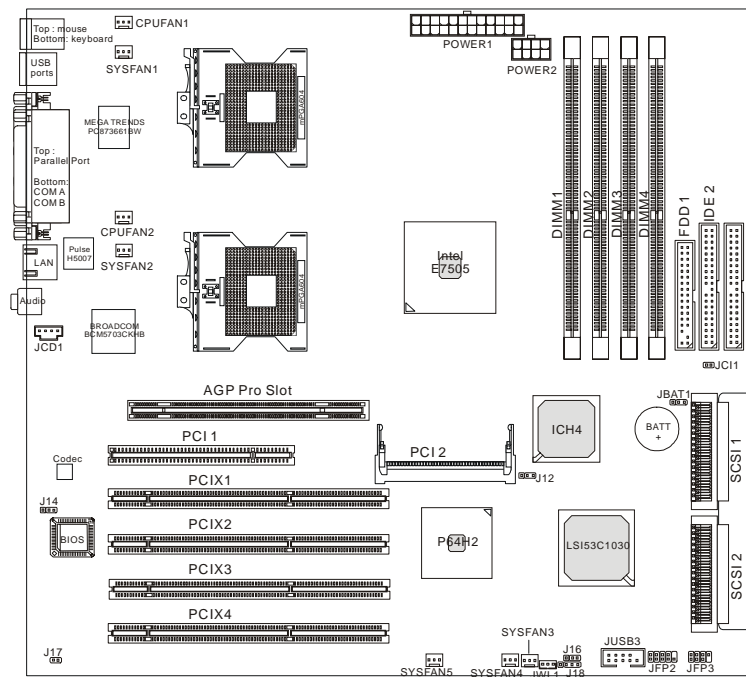 Top : mouse
Bottom: keyboard
USB
ports
CPUFAN1
SYSFAN1
POWER1
POWER2
MEGA TRENDS
PC873661BW
mPGA604
Top :
Parallel Port
Bottom:
COM A
COM B
CPUFAN2
SYSFAN2
Pulse
H5007
LAN
Audio
JCD1
BROADCOM
BCM5703CKHB
mPGA604
Intel
E7505
DIMM1
DIMM2
DIMM3
DIMM4
FDD 1
IDE 2
JCI1
JBAT1
BATT
+
SCSI 1
SCSI 2
AGP Pro Slot
PCI 1
PCI 2
ICH4
J12
Codec
PCIX1
J14
BIOS
PCIX2
P64H2
LSI53C1030
PCIX3
PCIX4
J17
SYSFAN5
SYSFAN4
SYSFAN3
JWL1
J16
J18
JUSB3
JFP2
JFP3